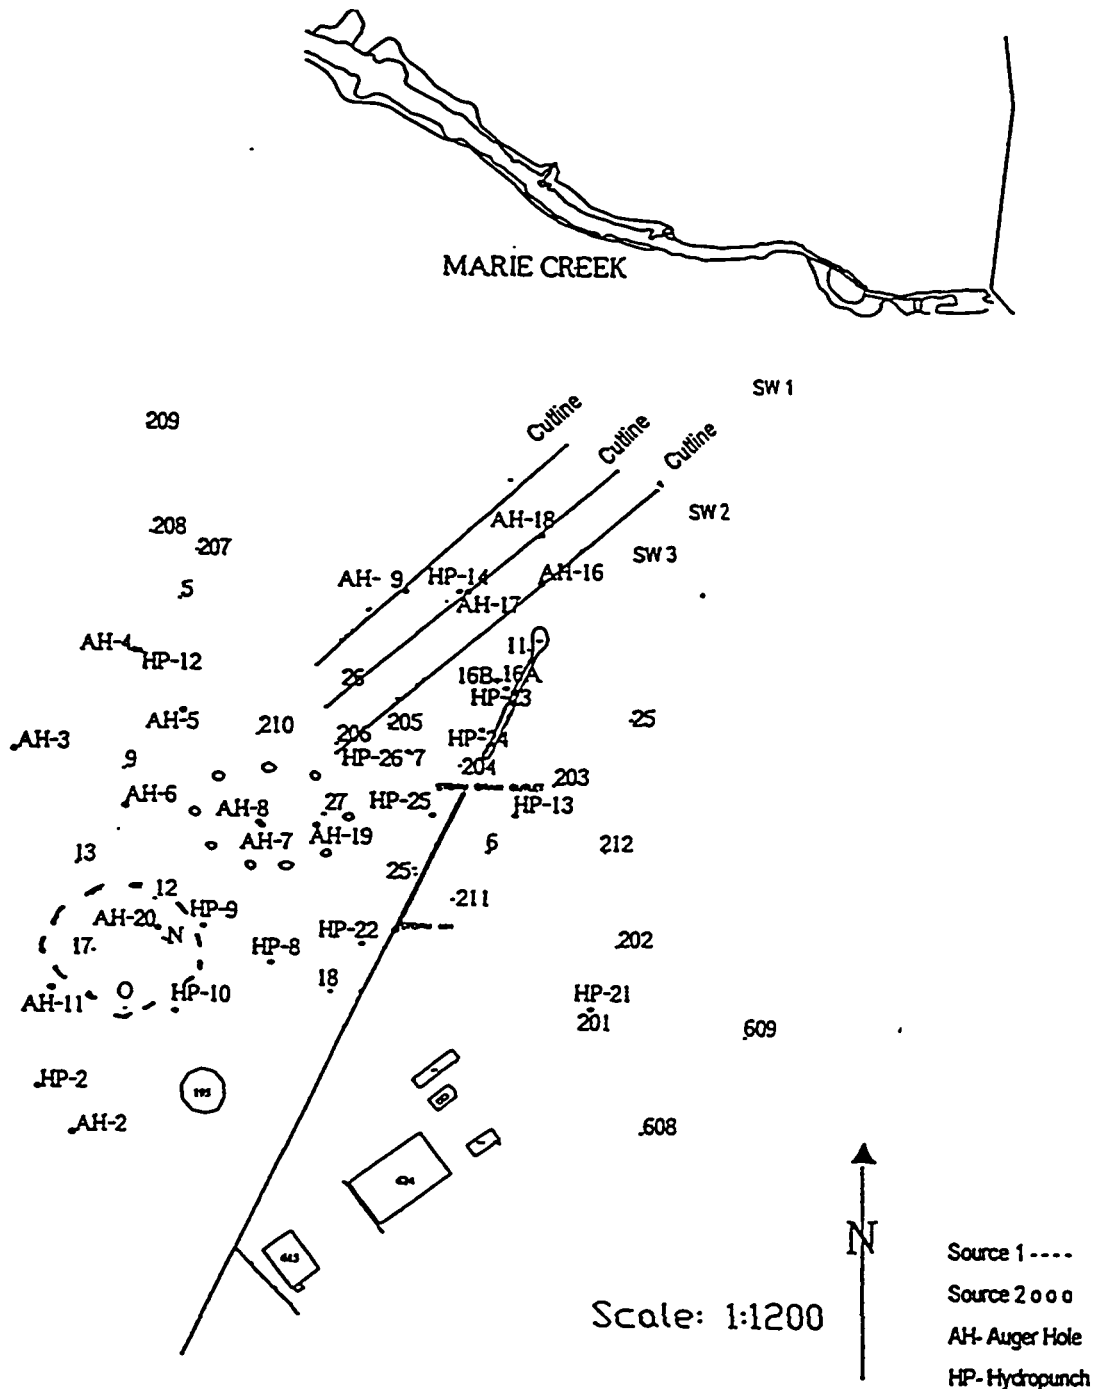 MARIE CREEK
SW 1
209
Cutline
Cutline
Cutline
208
AH-18
SW 2
207
SW 3
5
AH- 9
HP-14
AH-16
AH-17
AH-4
HP-12
11
26
16B
16A
HP-23
AH-5
210
205
25
206
HP-24
AH-3
9
HP-26
7
204
203
STORM DRAIN OUTLET
AH-6
AH-8
27
HP-25
HP-13
AH-7
AH-19
6
212
13
25
12
211
AH-20
HP-9
N
17
HP-22
HP-8
202
18
AH-11
O
HP-10
HP-21
201
609
HP-2
195
AH-2
608
N
Source 1 ----
Source 2 o o o
Scale: 1:1200
AH- Auger Hole
HP- Hydropunch